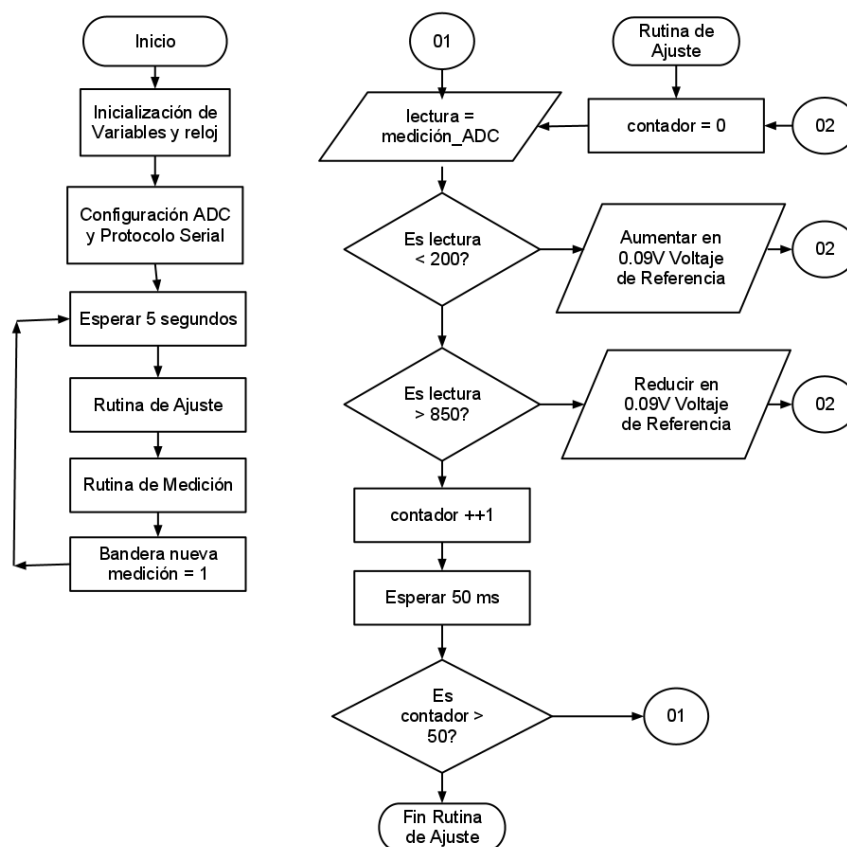 Inicio
Inicialización de
Variables y reloj
Configuración ADC
y Protocolo Serial
Esperar 5 segundos
Rutina de Ajuste
Rutina de Medición
Bandera nueva
medición = 1
01
Rutina de
Ajuste
lectura =
medición_ADC
contador = 0
02
Es lectura
< 200?
Aumentar en
0.09V Voltaje
de Referencia
02
Es lectura
> 850?
Reducir en
0.09V Voltaje
de Referencia
02
contador ++1
Esperar 50 ms
Es
contador >
50?
01
Fin Rutina
de Ajuste